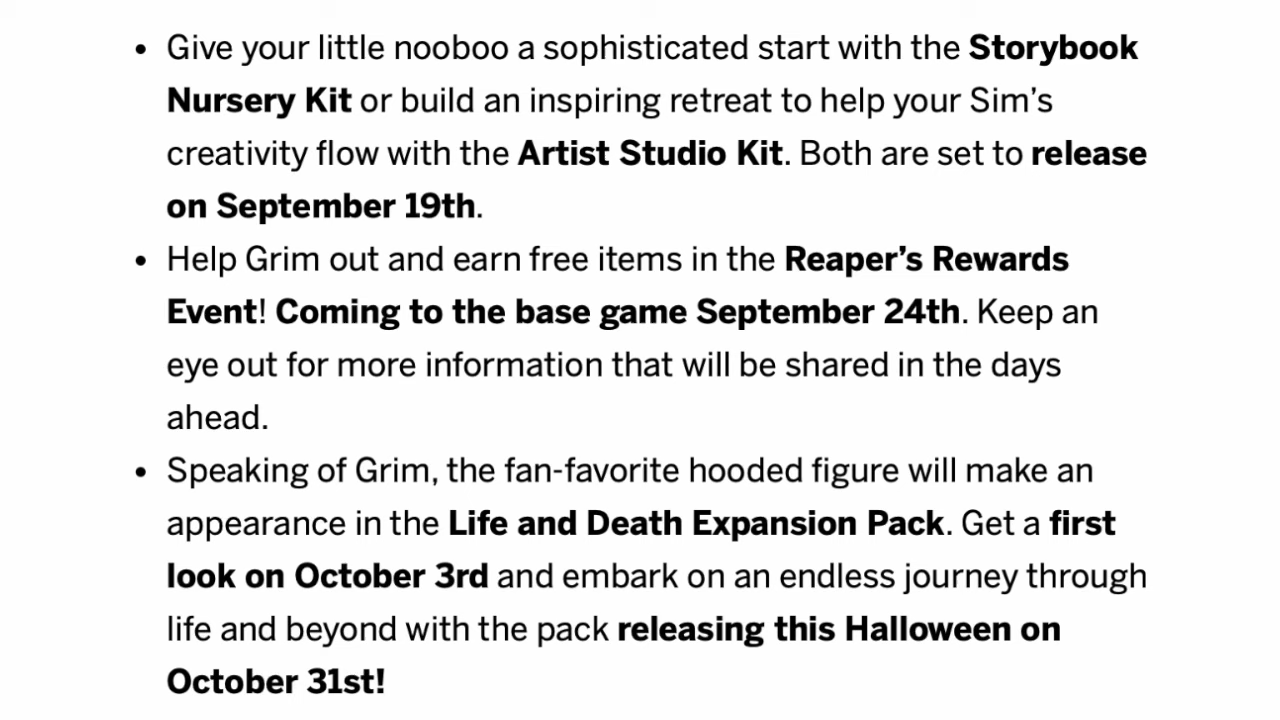 • Give your little nooboo a sophisticated start with the Storybook
Nursery Kit or build an inspiring retreat to help your Sim’s
creativity flow with the Artist Studio Kit. Both are set to release
on September 19th.
• Help Grim out and earn free items in the Reaper’s Rewards
Event! Coming to the base game September 24th. Keep an
eye out for more information that will be shared in the days
ahead.
• Speaking of Grim, the fan-favorite hooded figure will make an
appearance in the Life and Death Expansion Pack. Get a first
look on October 3rd and embark on an endless journey through
life and beyond with the pack releasing this Halloween on
October 31st!